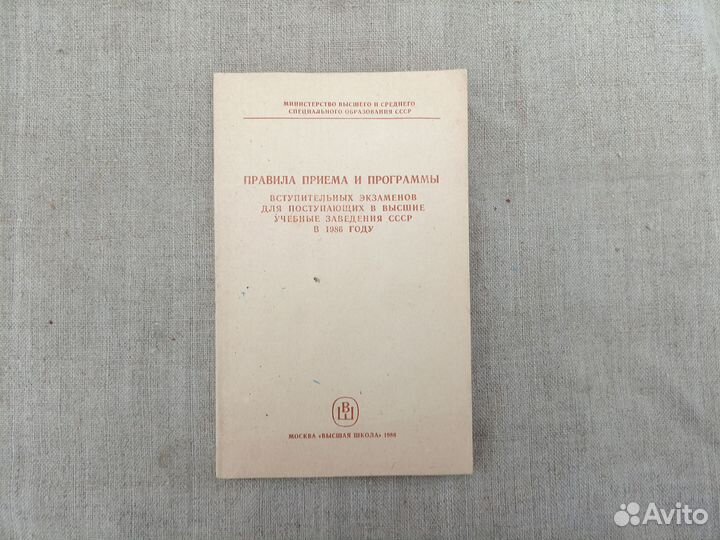 МИНИСТЕРСТВО ВЫСШЕГО И СРЕДНЕГО
СПЕЦИАЛЬНОГО ОБРАЗОВАНИЯ СССР
ПРАВИЛА ПРИЕМА И ПРОГРАММЫ
ВСТУПИТЕЛЬНЫХ ЭКЗАМЕНОВ
ДЛЯ ПОСТУПАЮЩИХ В ВЫСШИЕ
УЧЕБНЫЕ ЗАВЕДЕНИЯ СССР
В 1986 ГОДУ
ВШ
МОСКВА «ВЫСШАЯ ШКОЛА» 1986
Avito